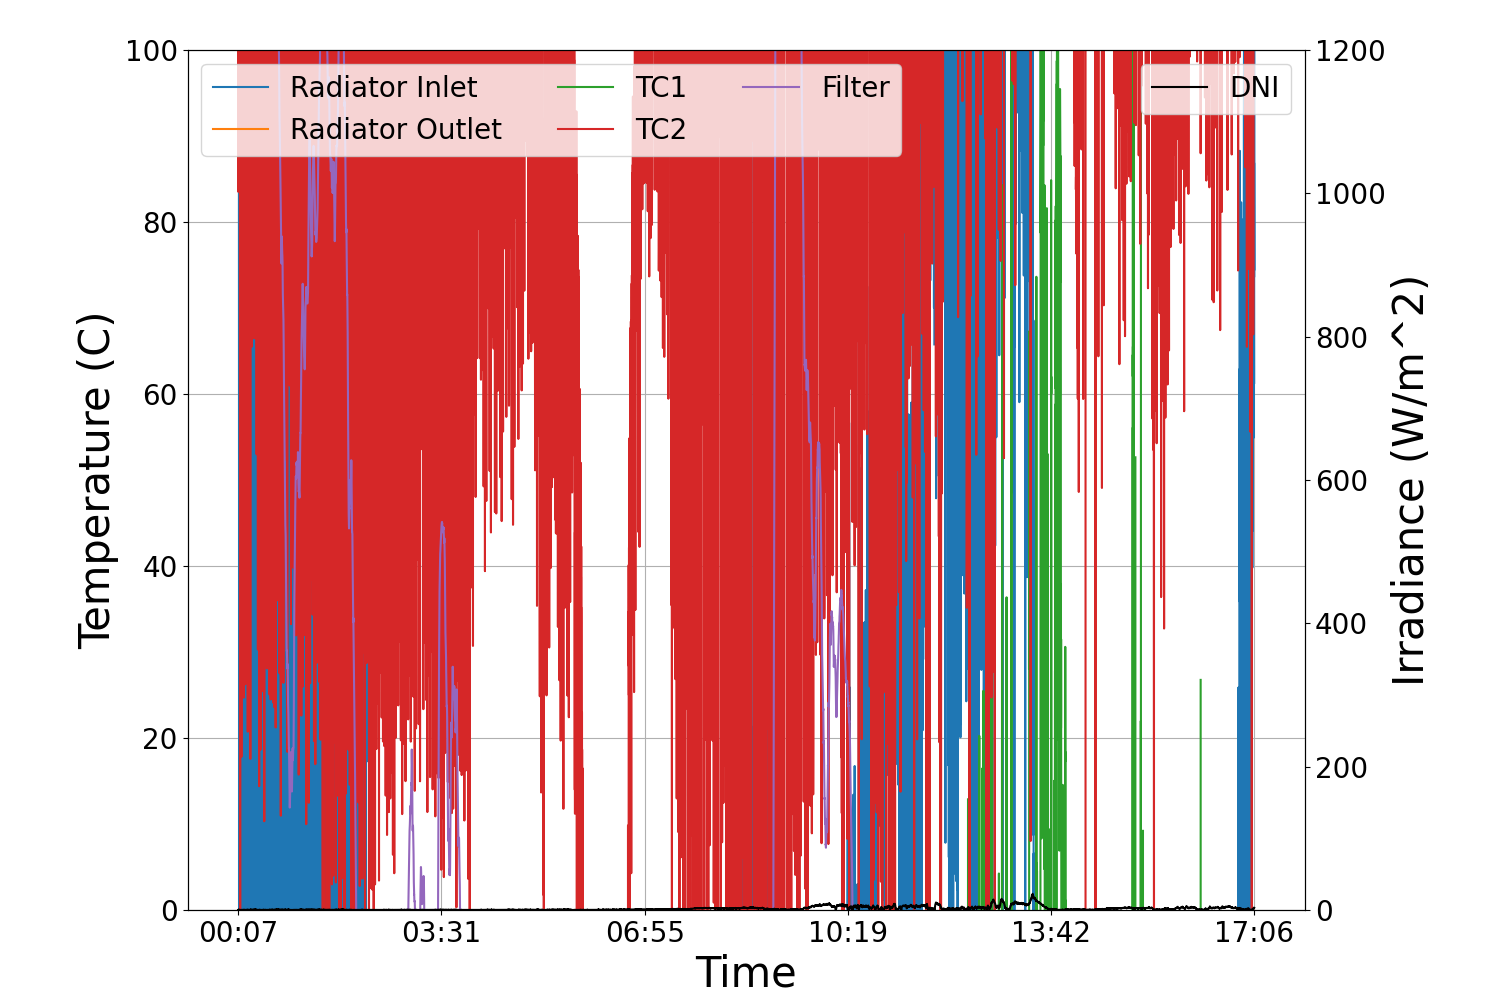 100
80
60
40
20
0
Temperature (C)
Radiator Inlet
Radiator Outlet
TC1
TC2
Filter
DNI
1200
1000
800
600
400
200
0
Irradiance (W/m^2)
00:07 03:31 06:55 10:19 13:42 17:06
Time